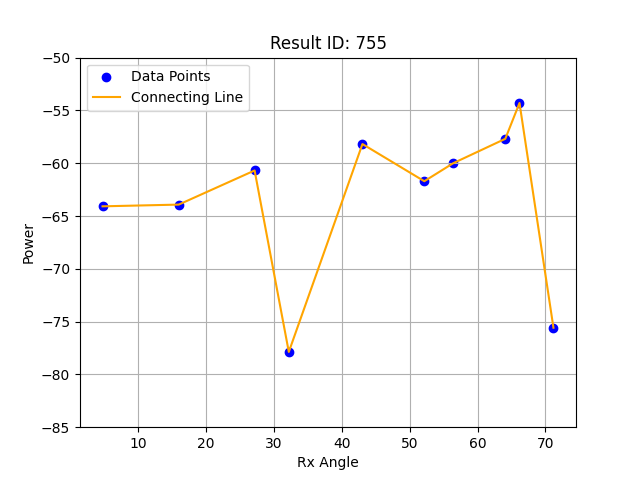 Result ID: 755
Data Points
Connecting Line
Power
−50
−55
−60
−65
−70
−75
−80
−85
10 20 30 40 50 60 70
Rx Angle